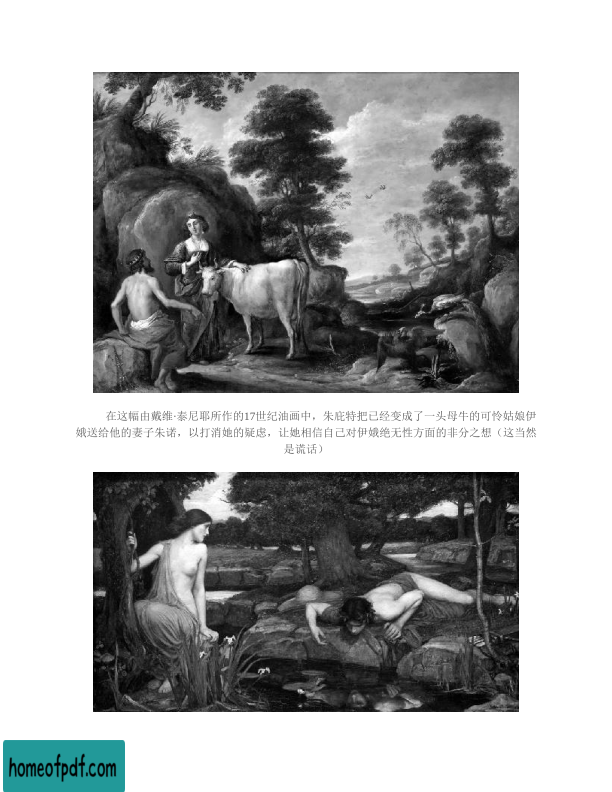 在这幅由戴维·泰尼耶所作的17世纪油画中，朱庇特把已经变成了一头母牛的可怜姑娘伊
娥送给他的妻子朱诺，以打消她的疑虑，让她相信自己对伊娥绝无性方面的非分之想（这当然
是谎话）
homeofpdf.com